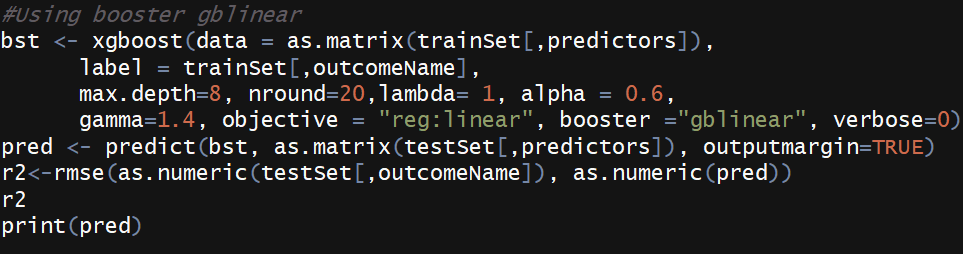 #Using booster gblinear
bst <- xgboost(data = as.matrix(trainSet[,predictors]),
label = trainSet[,outcomeName],
max.depth=8, nround=20,lambda= 1, alpha = 0.6,
gamma=1.4, objective = "reg:linear", booster ="gblinear", verbose=0)
pred <- predict(bst, as.matrix(testSet[,predictors]), outputmargin=TRUE)
r2<-rmse(as.numeric(testSet[,outcomeName]), as.numeric(pred))
r2
print(pred)